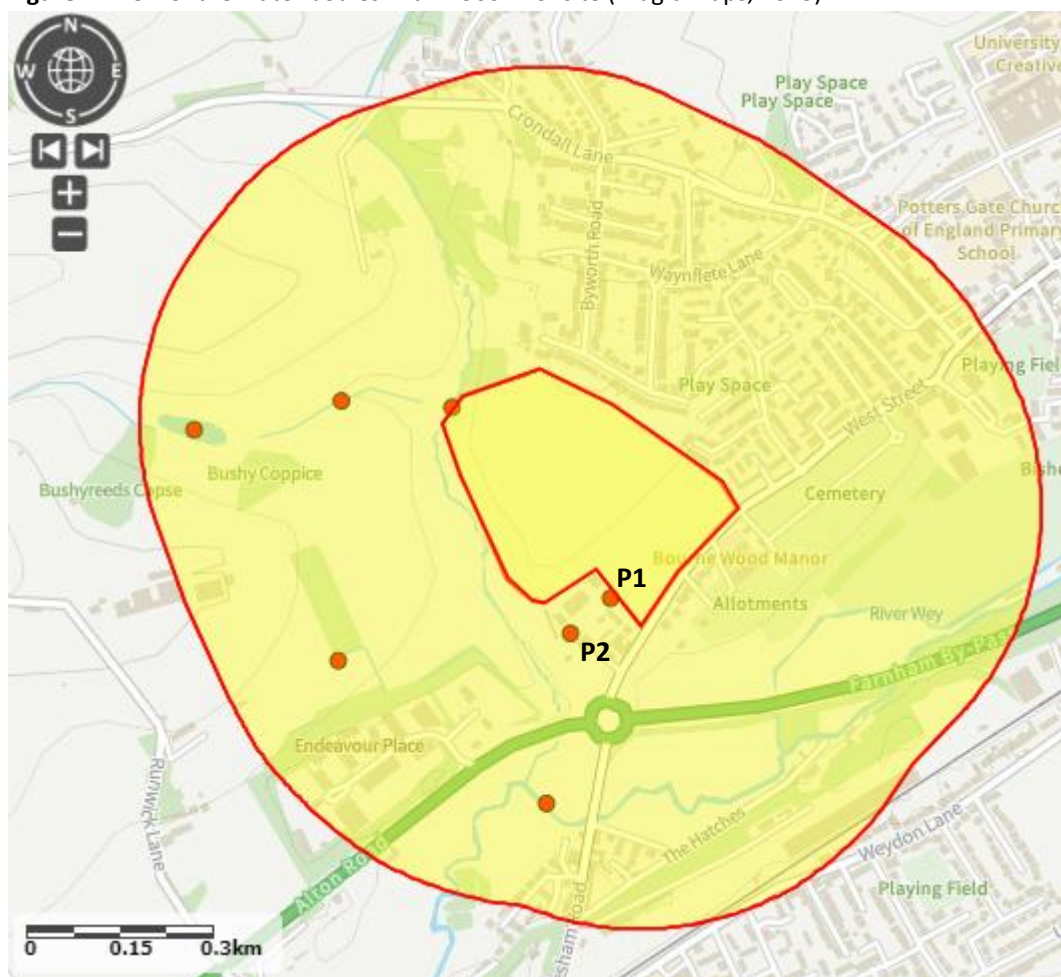 N
W E
S
University
Creative
Play Space
Play Space
Crondall Lane
Potters Gate Church
of England Primary
School
Byworth Road
Waynflete Lane
Playing Fiel
Play Space
West Street
Bushy Coppice
Bushyreeds Copse
Cemetery
Bourne Wood Manor
P1
Allotments
River Wey
P2
Farnham By-Pass
Endeavour Place
Runwick Lane
The Hatches
Weydon Lane
Alton Road
Playing Field
esham Road
0 0.15 0.3km